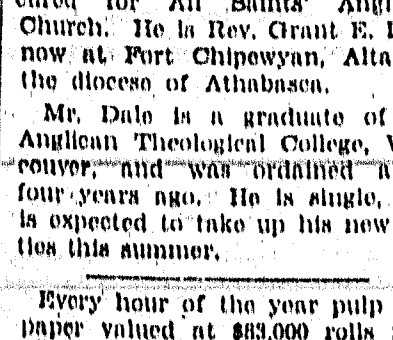 for All Saints' Angl
Church. He is Rev. Grant E.
now at Fort Chipewyan, Alta
the diocese of Athabasca.
Mr. Dale is a graduate of
Anglican Theological College, V
couver, and was ordained a
four years ago. He is single,
is expected to take up his new
ties this summer.
Every hour of the year pulp
paper valued at $83,000 rolls